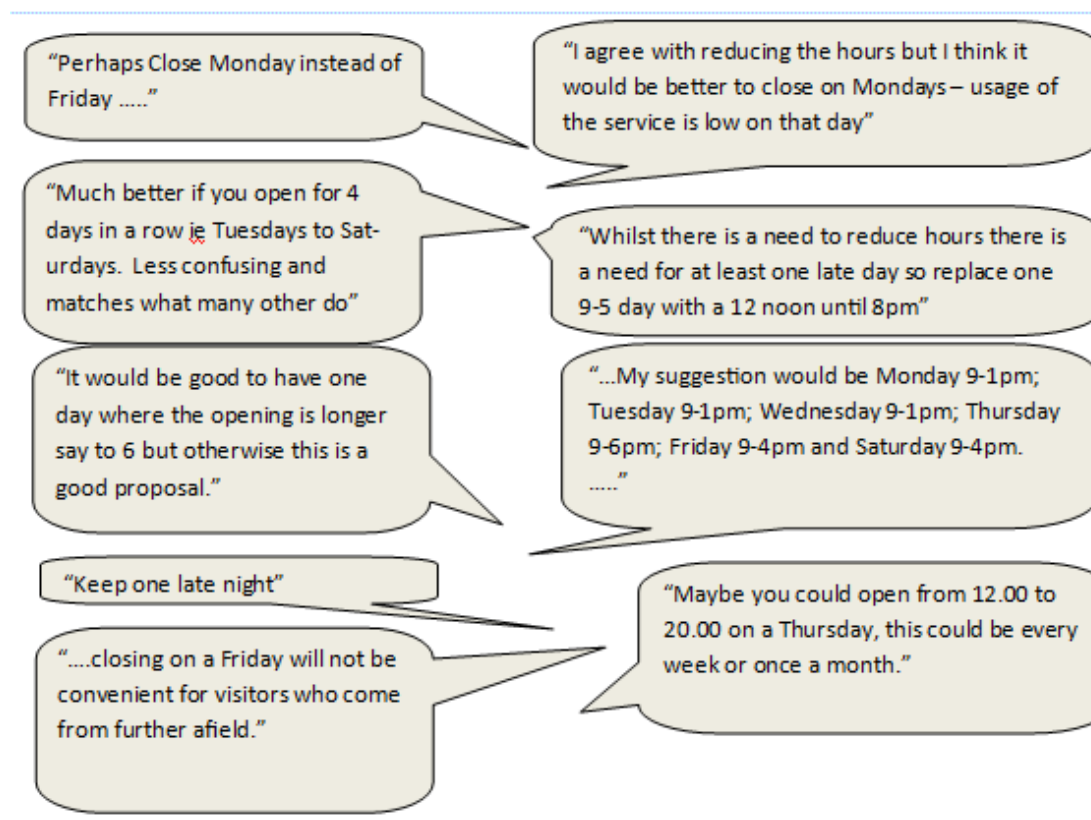 “Perhaps Close Monday instead of
Friday …..”
“I agree with reducing the hours but I think it
would be better to close on Mondays – usage of
the service is low on that day”
“Much better if you open for 4
days in a row ie Tuesdays to Sat-
urdays.  Less confusing and
matches what many other do”
“Whilst there is a need to reduce hours there is
a need for at least one late day so replace one
9-5 day with a 12 noon until 8pm”
“It would be good to have one
day where the opening is longer
say to 6 but otherwise this is a
good proposal.”
“…My suggestion would be Monday 9-1pm;
Tuesday 9-1pm; Wednesday 9-1pm; Thursday
9-6pm; Friday 9-4pm and Saturday 9-4pm.
…..”
“Keep one late night”
“Maybe you could open from 12.00 to
20.00 on a Thursday, this could be every
week or once a month.”
“….closing on a Friday will not be
convenient for visitors who come
from further afield.”